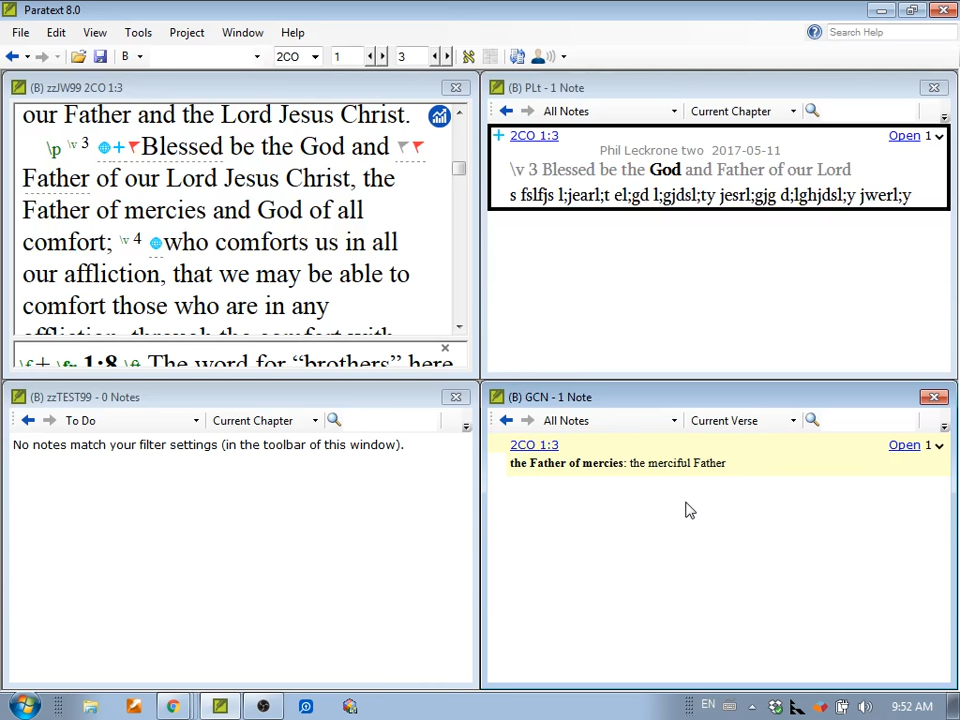 Paratext 8.0
File Edit View Tools Project Window Help Search Help
B 2CO 1 3
(B) zzJW99 2CO 1:3
our Father and the Lord Jesus Christ.
\p \v 3 Blessed be the God and
Father of our Lord Jesus Christ, the
Father of mercies and God of all
comfort; \v 4 who comforts us in all
our affliction, that we may be able to
comfort those who are in any
affliction, through the comfort with
\f + \fr 1:8 \ft The word for “brothers” here
(B) PLt - 1 Note
All Notes Current Chapter
2CO 1:3 Open 1
Phil Leckrone two 2017-05-11
\v 3 Blessed be the God and Father of our Lord
s fslfjs l;jearl;t el;gd l;gjdsl;ty jesrl;gjg d;lghjdsl;y jwerl;y
(B) zzTEST99 - 0 Notes
To Do Current Chapter
No notes match your filter settings (in the toolbar of this window).
(B) GCN - 1 Note
All Notes Current Verse
2CO 1:3 Open 1
the Father of mercies: the merciful Father
EN 9:52 AM